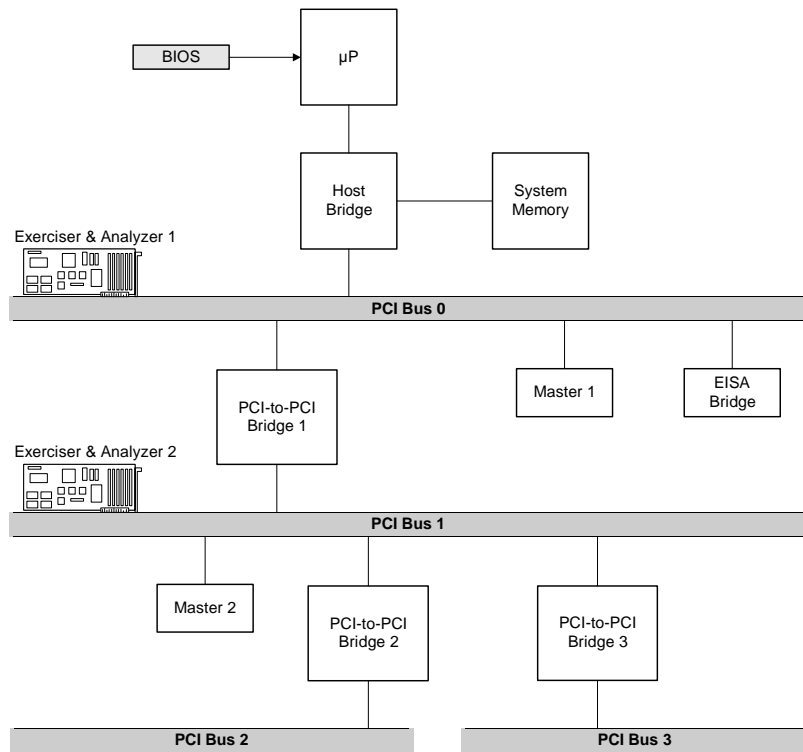 BIOS
µP
Host
Bridge
System
Memory
Exerciser & Analyzer 1
PCI Bus 0
PCI-to-PCI
Bridge 1
Master 1
EISA
Bridge
Exerciser & Analyzer 2
PCI Bus 1
Master 2
PCI-to-PCI
Bridge 2
PCI-to-PCI
Bridge 3
PCI Bus 2
PCI Bus 3